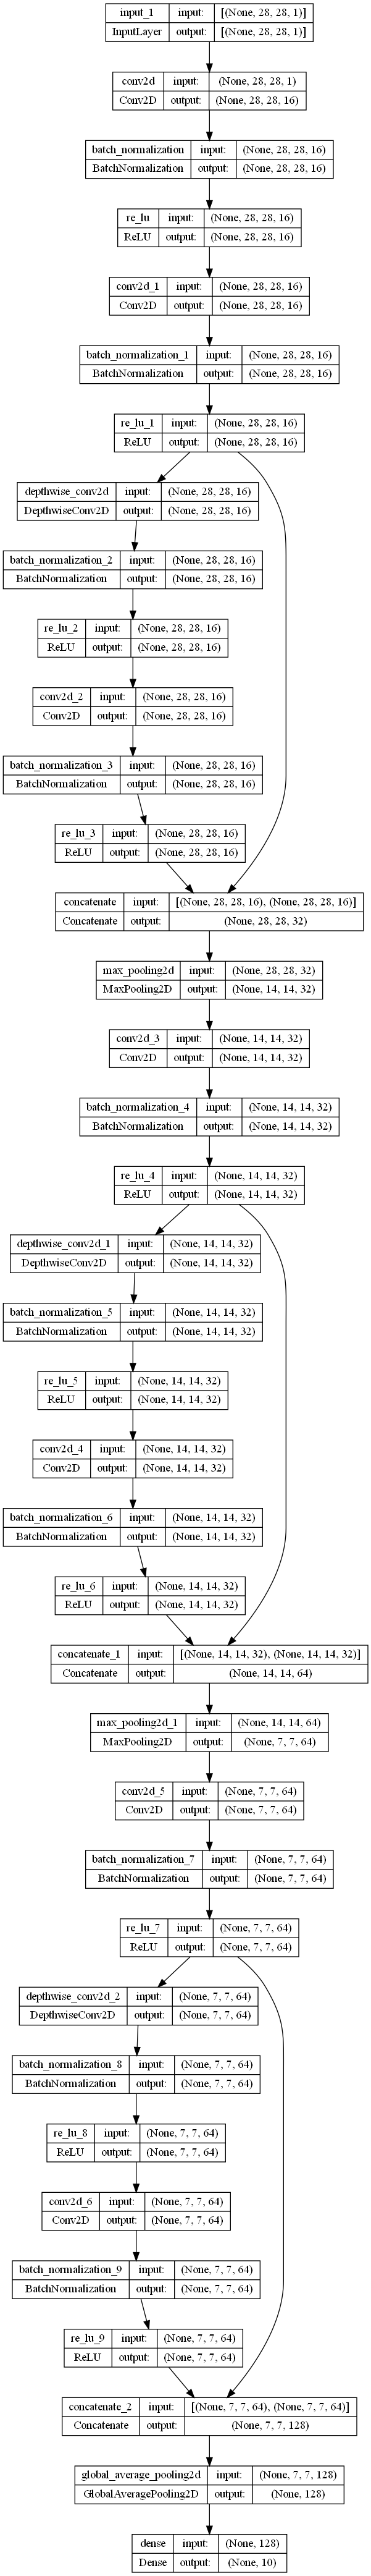 input_1 input: [(None, 28, 28, 1)]
InputLayer output: [(None, 28, 28, 1)]
conv2d input: (None, 28, 28, 1)
Conv2D output: (None, 28, 28, 16)
batch_normalization input: (None, 28, 28, 16)
BatchNormalization output: (None, 28, 28, 16)
re_lu input: (None, 28, 28, 16)
ReLU output: (None, 28, 28, 16)
conv2d_1 input: (None, 28, 28, 16)
Conv2D output: (None, 28, 28, 16)
batch_normalization_1 input: (None, 28, 28, 16)
BatchNormalization output: (None, 28, 28, 16)
re_lu_1 input: (None, 28, 28, 16)
ReLU output: (None, 28, 28, 16)
depthwise_conv2d input: (None, 28, 28, 16)
DepthwiseConv2D output: (None, 28, 28, 16)
batch_normalization_2 input: (None, 28, 28, 16)
BatchNormalization output: (None, 28, 28, 16)
re_lu_2 input: (None, 28, 28, 16)
ReLU output: (None, 28, 28, 16)
conv2d_2 input: (None, 28, 28, 16)
Conv2D output: (None, 28, 28, 16)
batch_normalization_3 input: (None, 28, 28, 16)
BatchNormalization output: (None, 28, 28, 16)
re_lu_3 input: (None, 28, 28, 16)
ReLU output: (None, 28, 28, 16)
concatenate input: [(None, 28, 28, 16), (None, 28, 28, 16)]
Concatenate output: (None, 28, 28, 32)
max_pooling2d input: (None, 28, 28, 32)
MaxPooling2D output: (None, 14, 14, 32)
conv2d_3 input: (None, 14, 14, 32)
Conv2D output: (None, 14, 14, 32)
batch_normalization_4 input: (None, 14, 14, 32)
BatchNormalization output: (None, 14, 14, 32)
re_lu_4 input: (None, 14, 14, 32)
ReLU output: (None, 14, 14, 32)
depthwise_conv2d_1 input: (None, 14, 14, 32)
DepthwiseConv2D output: (None, 14, 14, 32)
batch_normalization_5 input: (None, 14, 14, 32)
BatchNormalization output: (None, 14, 14, 32)
re_lu_5 input: (None, 14, 14, 32)
ReLU output: (None, 14, 14, 32)
conv2d_4 input: (None, 14, 14, 32)
Conv2D output: (None, 14, 14, 32)
batch_normalization_6 input: (None, 14, 14, 32)
BatchNormalization output: (None, 14, 14, 32)
re_lu_6 input: (None, 14, 14, 32)
ReLU output: (None, 14, 14, 32)
concatenate_1 input: [(None, 14, 14, 32), (None, 14, 14, 32)]
Concatenate output: (None, 14, 14, 64)
max_pooling2d_1 input: (None, 14, 14, 64)
MaxPooling2D output: (None, 7, 7, 64)
conv2d_5 input: (None, 7, 7, 64)
Conv2D output: (None, 7, 7, 64)
batch_normalization_7 input: (None, 7, 7, 64)
BatchNormalization output: (None, 7, 7, 64)
re_lu_7 input: (None, 7, 7, 64)
ReLU output: (None, 7, 7, 64)
depthwise_conv2d_2 input: (None, 7, 7, 64)
DepthwiseConv2D output: (None, 7, 7, 64)
batch_normalization_8 input: (None, 7, 7, 64)
BatchNormalization output: (None, 7, 7, 64)
re_lu_8 input: (None, 7, 7, 64)
ReLU output: (None, 7, 7, 64)
conv2d_6 input: (None, 7, 7, 64)
Conv2D output: (None, 7, 7, 64)
batch_normalization_9 input: (None, 7, 7, 64)
BatchNormalization output: (None, 7, 7, 64)
re_lu_9 input: (None, 7, 7, 64)
ReLU output: (None, 7, 7, 64)
concatenate_2 input: [(None, 7, 7, 64), (None, 7, 7, 64)]
Concatenate output: (None, 7, 7, 128)
global_average_pooling2d input: (None, 7, 7, 128)
GlobalAveragePooling2D output: (None, 128)
dense input: (None, 128)
Dense output: (None, 10)